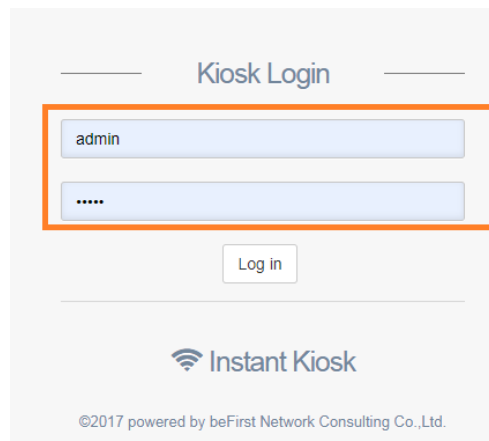 Kiosk Login
admin
•••••
Log in
Instant Kiosk
©2017 powered by beFirst Network Consulting Co.,Ltd.